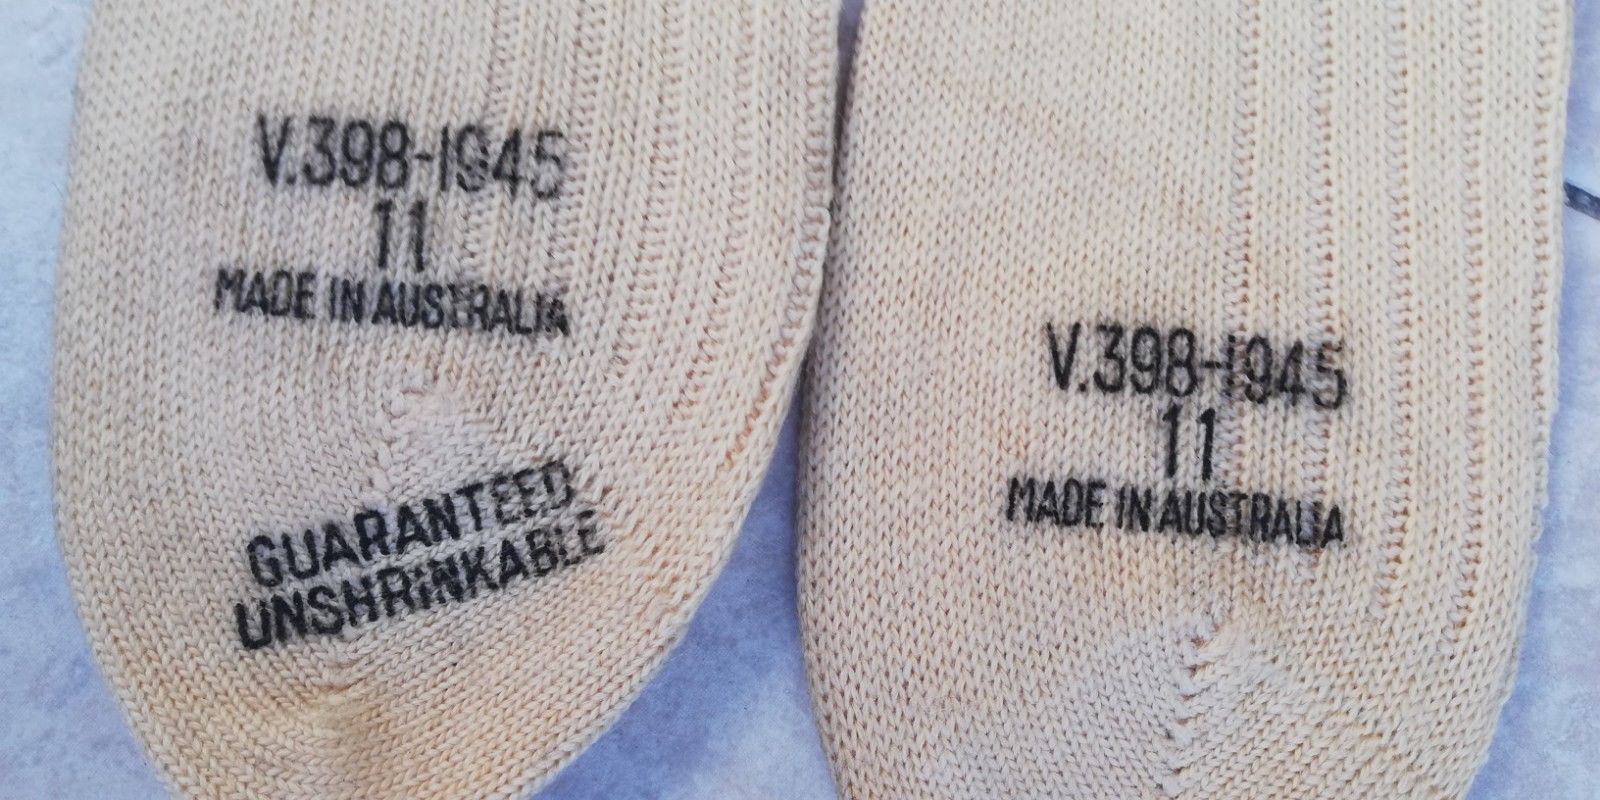 V.398-1945
11
MADE IN AUSTRALIA
GUARANTEED
UNSHRINKABLE
V.398-1945
11
MADE IN AUSTRALIA